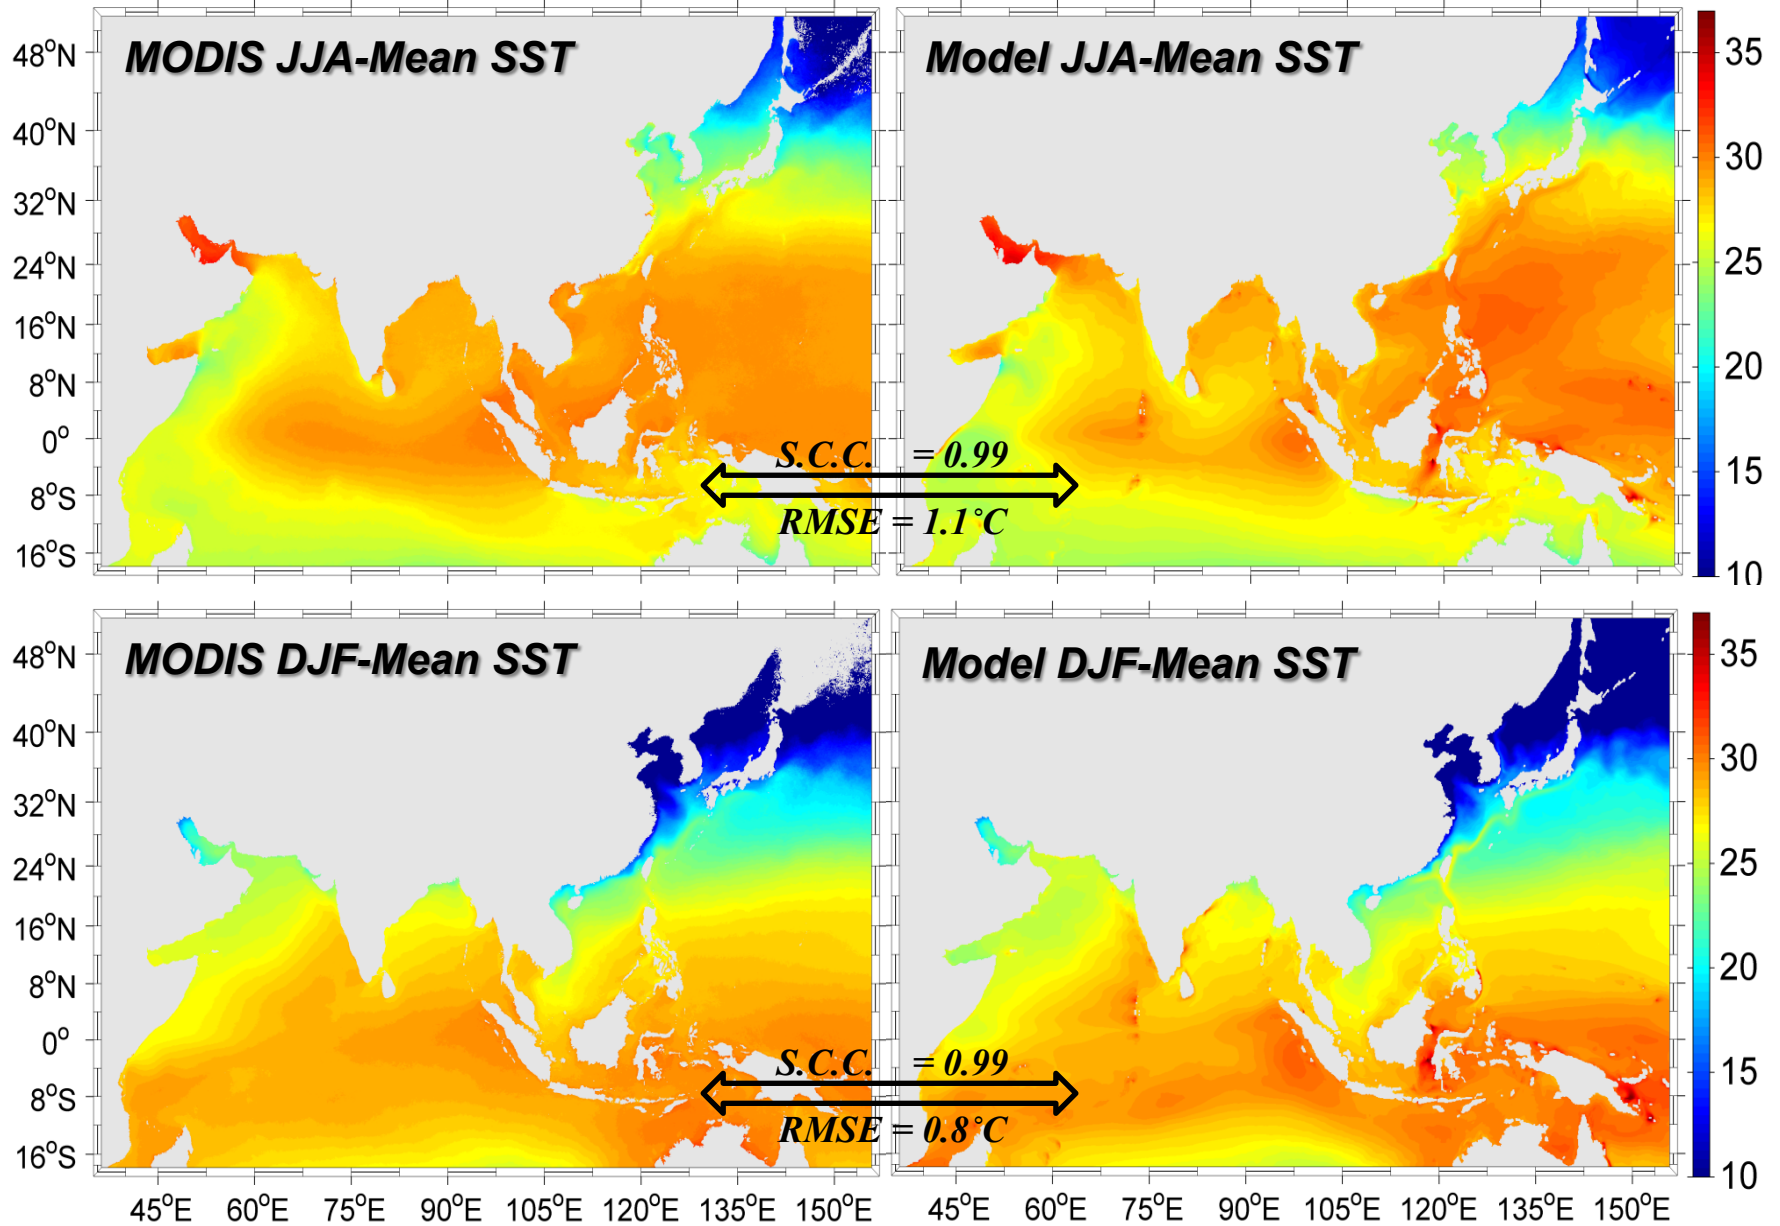 MODIS JJA-Mean SST
Model JJA-Mean SST
48°N
40°N
32°N
24°N
16°N
8°N
0°
8°S
16°S
35
30
25
20
15
10
S.C.C. = 0.99
RMSE = 1.1°C
MODIS DJF-Mean SST
Model DJF-Mean SST
48°N
40°N
32°N
24°N
16°N
8°N
0°
8°S
16°S
35
30
25
20
15
10
S.C.C. = 0.99
RMSE = 0.8°C
45°E 60°E 75°E 90°E 105°E 120°E 135°E 150°E
45°E 60°E 75°E 90°E 105°E 120°E 135°E 150°E